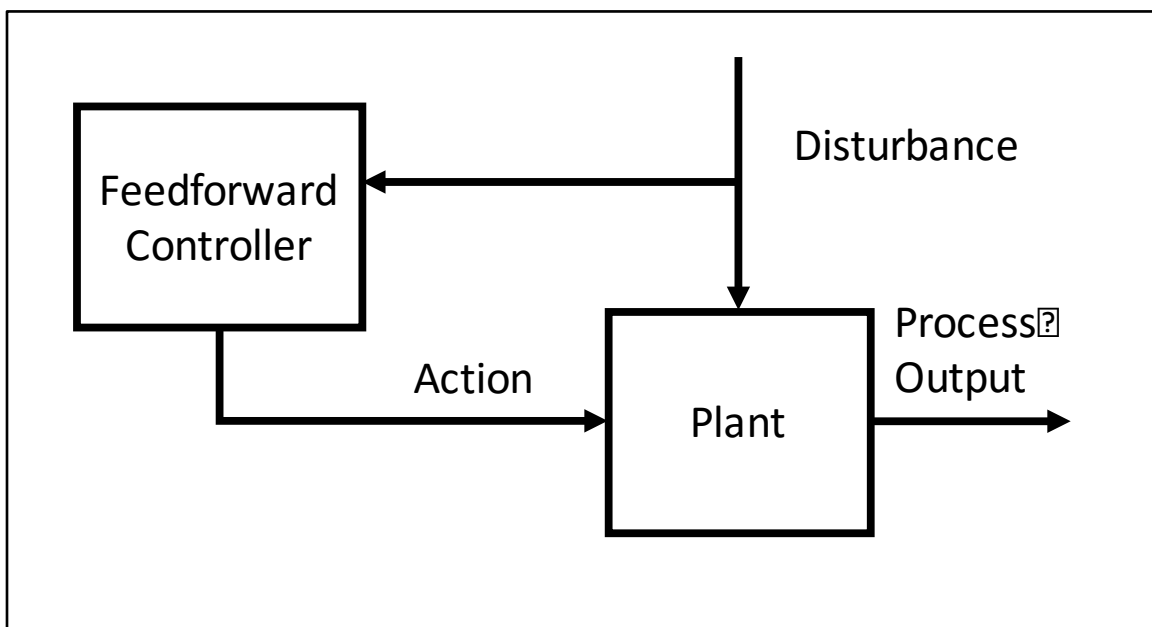 Disturbance
Feedforward
Controller
Process⍰
Output
Action
Plant